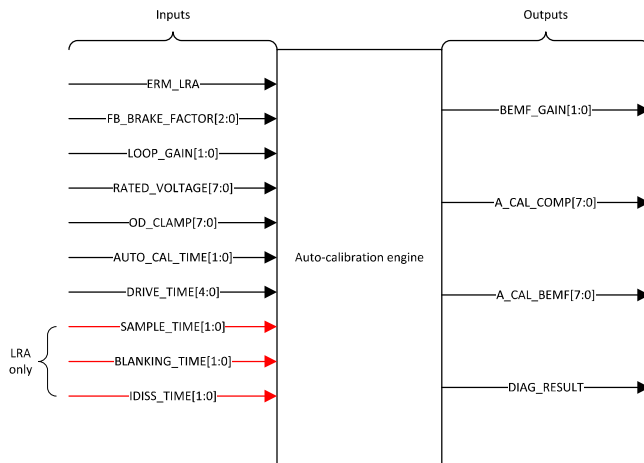 Inputs
Outputs
ERM_LRA
FB_BRAKE_FACTOR[2:0]
LOOP_GAIN[1:0]
RATED_VOLTAGE[7:0]
OD_CLAMP[7:0]
AUTO_CAL_TIME[1:0]
DRIVE_TIME[4:0]
SAMPLE_TIME[1:0]
BLANKING_TIME[1:0]
IDISS_TIME[1:0]
LRA
only
Auto-calibration engine
BEMF_GAIN[1:0]
A_CAL_COMP[7:0]
A_CAL_BEMF[7:0]
DIAG_RESULT